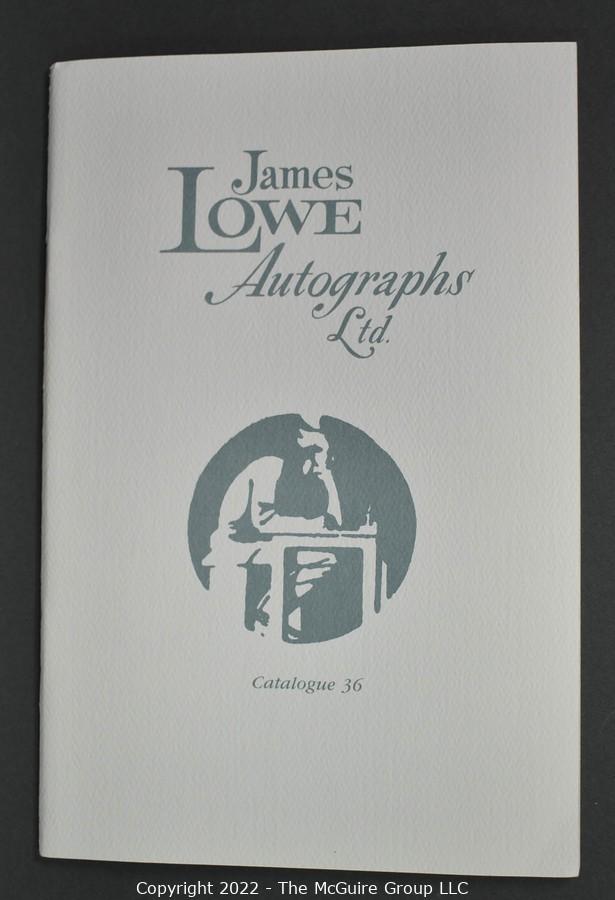 James
Lowe
Autographs
Ltd.
Catalogue 36
Copyright 2022 - The McGuire Group LLC